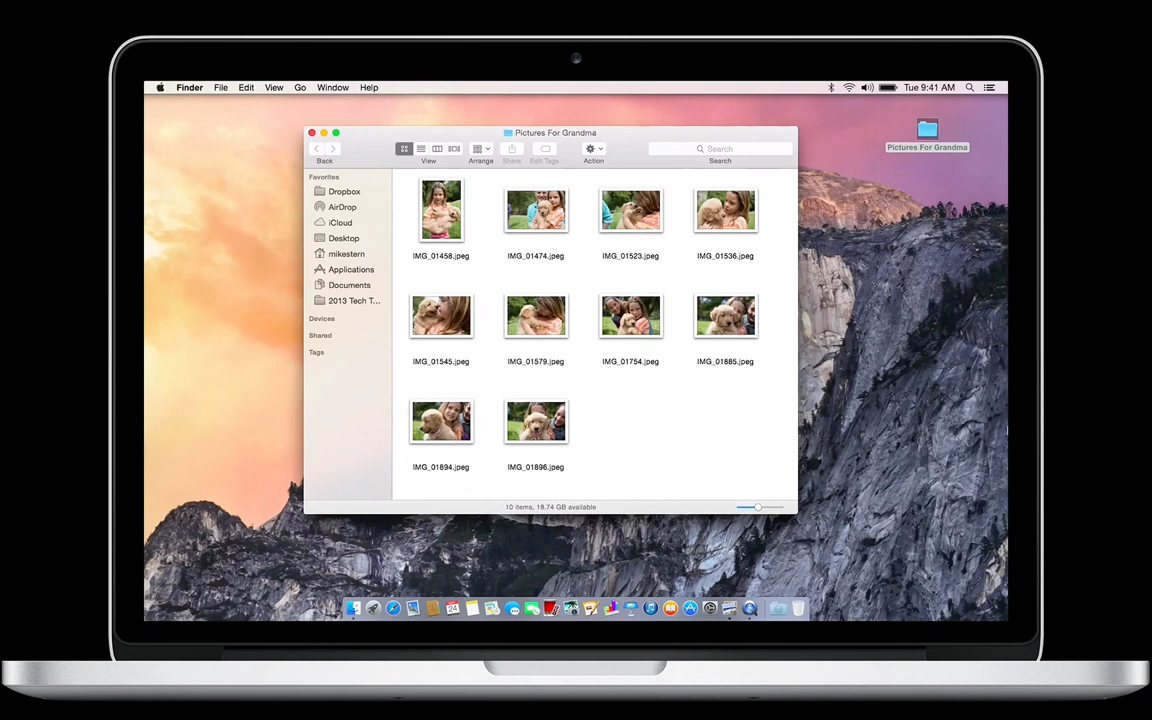 Finder File Edit View Go Window Help
Tue 9:41 AM
Pictures For Grandma
Pictures For Grandma
Search
Back View Arrange Share Edit Tags Action Search
Favorites
Dropbox
AirDrop
iCloud
Desktop
mikestern
Applications
Documents
2013 Tech T...
Devices
Shared
Tags
IMG_01458.jpeg IMG_01474.jpeg IMG_01523.jpeg IMG_01536.jpeg
IMG_01545.jpeg IMG_01579.jpeg IMG_01754.jpeg IMG_01885.jpeg
IMG_01894.jpeg IMG_01896.jpeg
10 items, 18.74 GB available
24